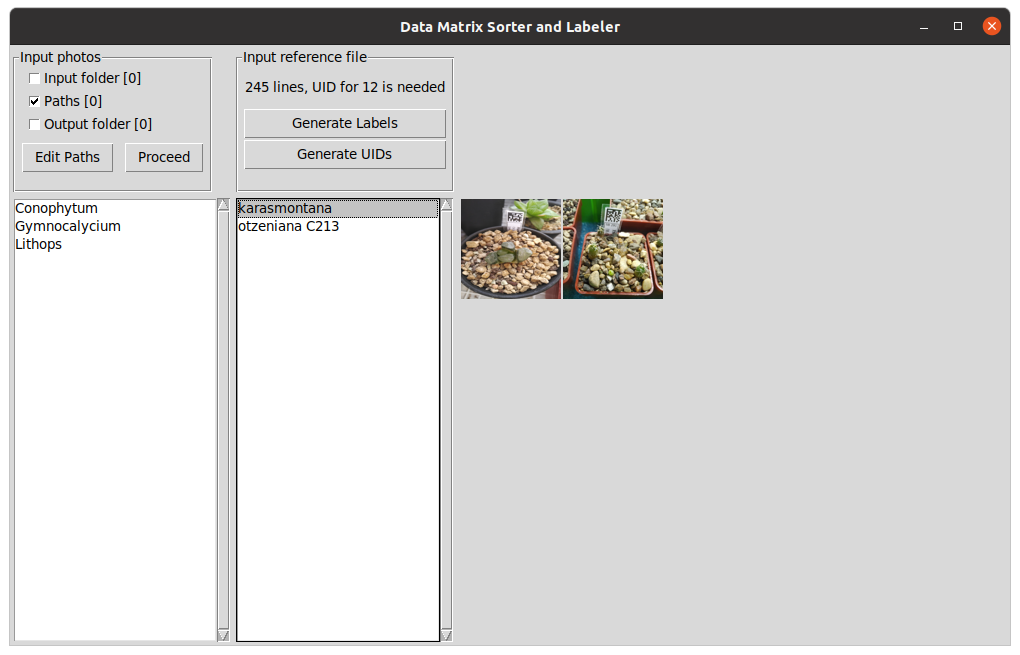 Data Matrix Sorter and Labeler
Input photos
Input folder [0]
Paths [0]
Output folder [0]
Edit Paths
Proceed
Input reference file
245 lines, UID for 12 is needed
Generate Labels
Generate UIDs
Conophytum
Gymnocalycium
Lithops
karasmontana
otzeniana C213